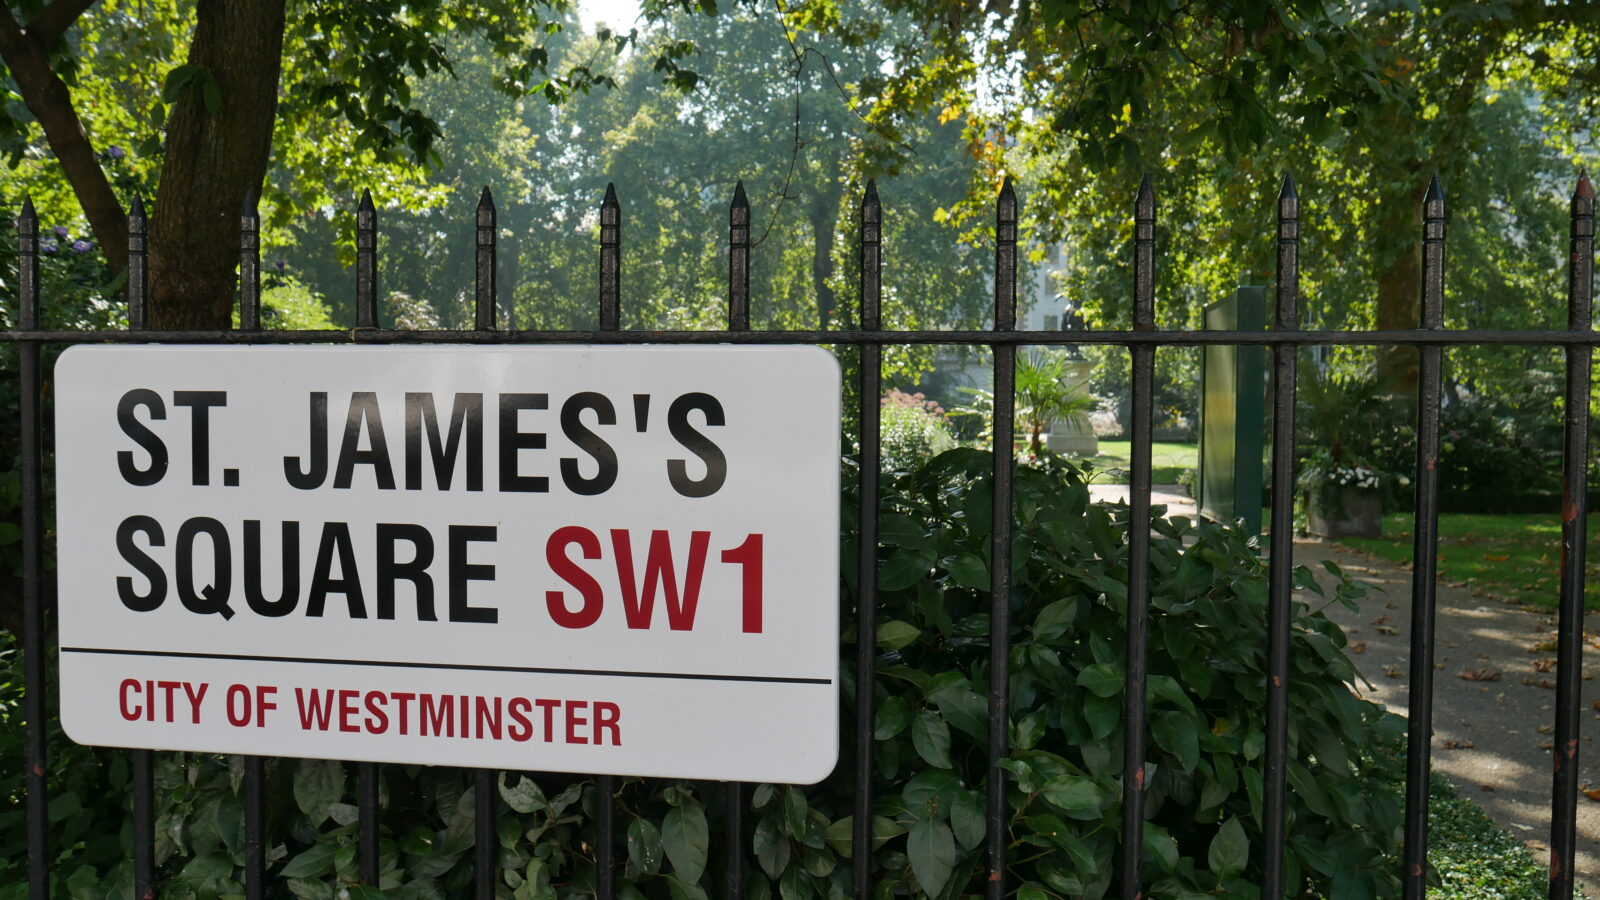 ST. JAMES'S
SQUARE SW1
CITY OF WESTMINSTER